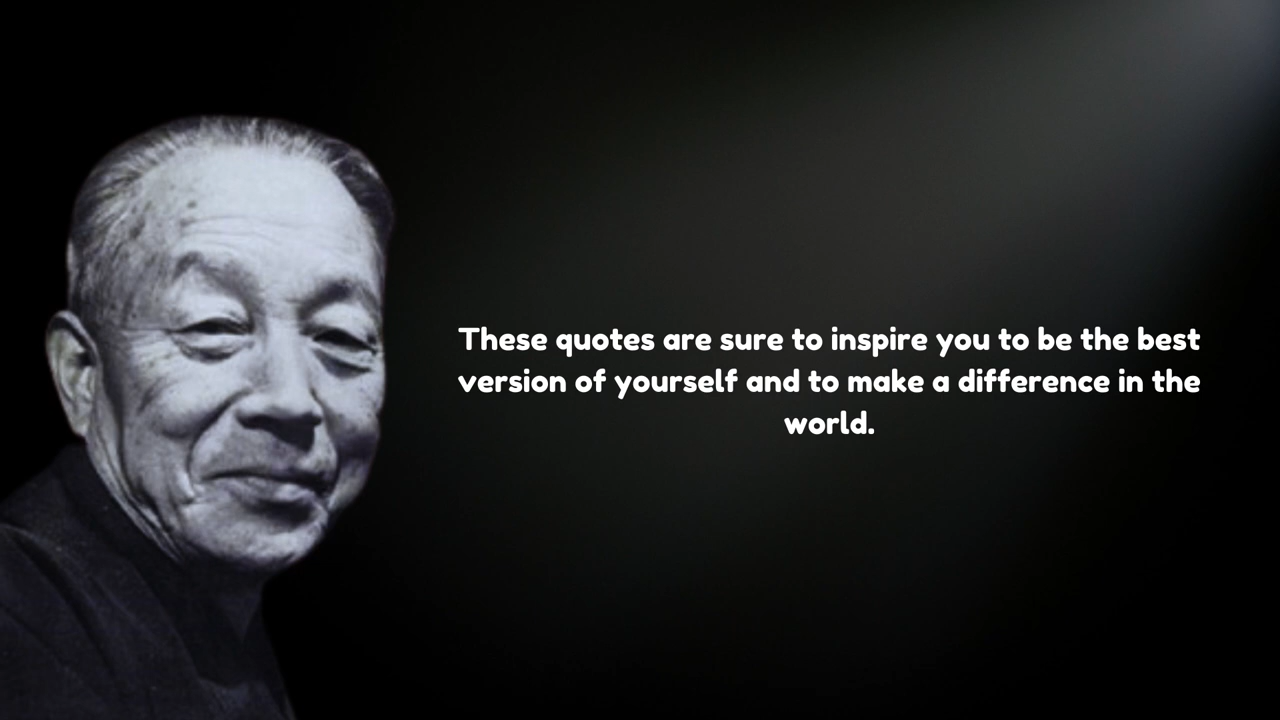 These quotes are sure to inspire you to be the best
version of yourself and to make a difference in the
world.